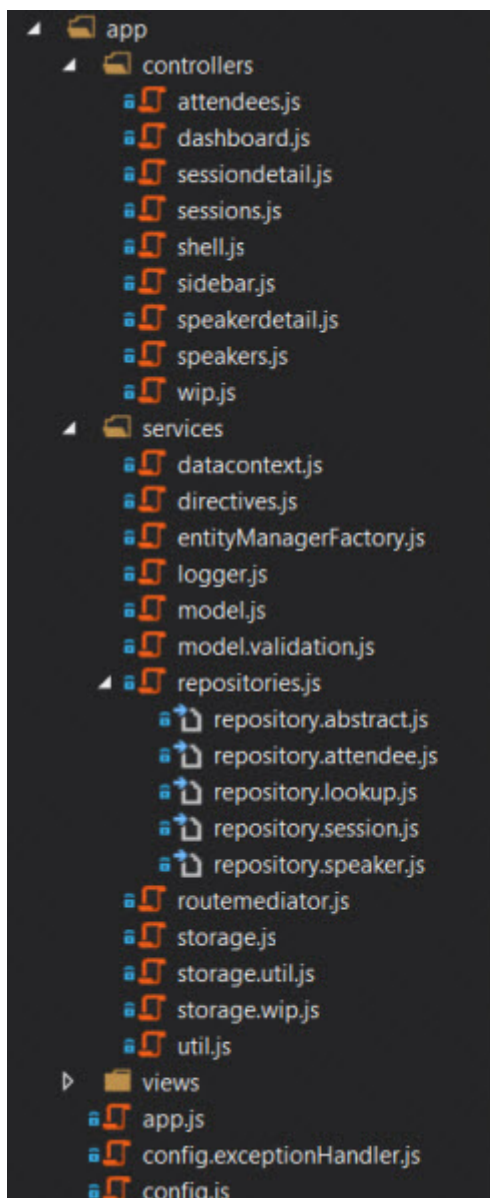 app
controllers
attendees.js
dashboard.js
sessiondetail.js
sessions.js
shell.js
sidebar.js
speakerdetail.js
speakers.js
wip.js
services
datacontext.js
directives.js
entityManagerFactory.js
logger.js
model.js
model.validation.js
repositories.js
repository.abstract.js
repository.attendee.js
repository.lookup.js
repository.session.js
repository.speaker.js
routemediator.js
storage.js
storage.util.js
storage.wip.js
util.js
views
app.js
config.exceptionHandler.js
config.js